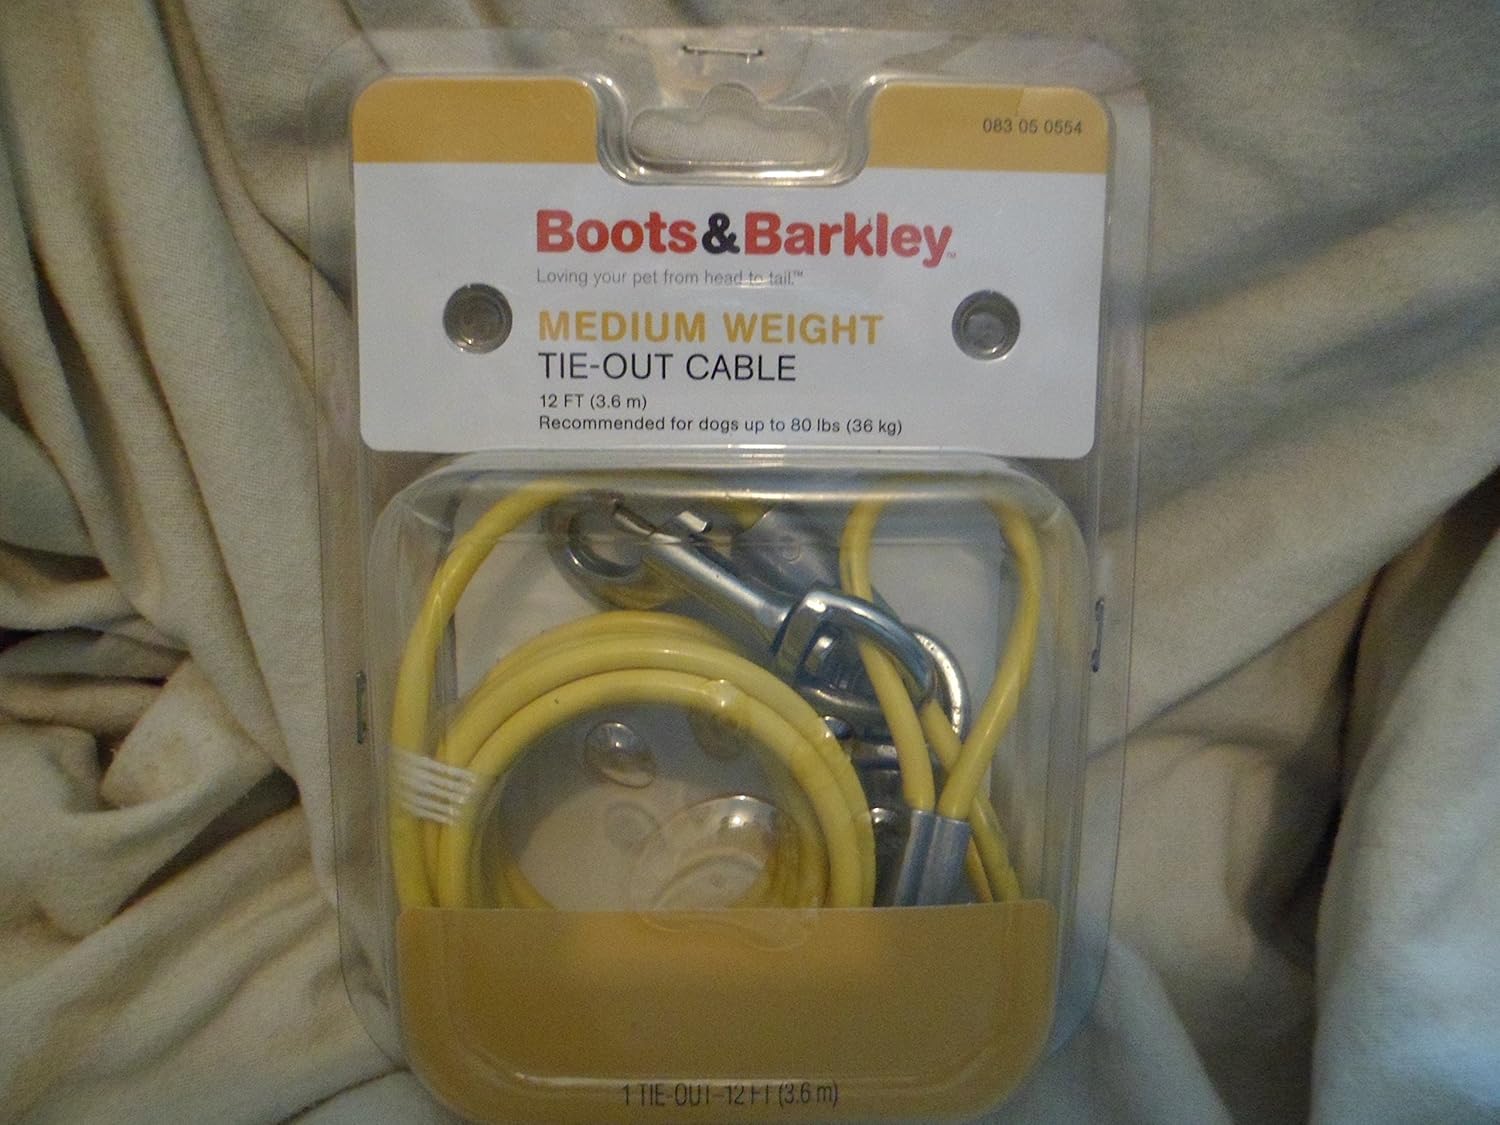 083 05 0554
Boots&Barkley™
Loving your pet from head to tail.™
MEDIUM WEIGHT
TIE-OUT CABLE
12 FT (3.6 m)
Recommended for dogs up to 80 lbs (36 kg)
1 TIE-OUT-12 FT (3.6 m)